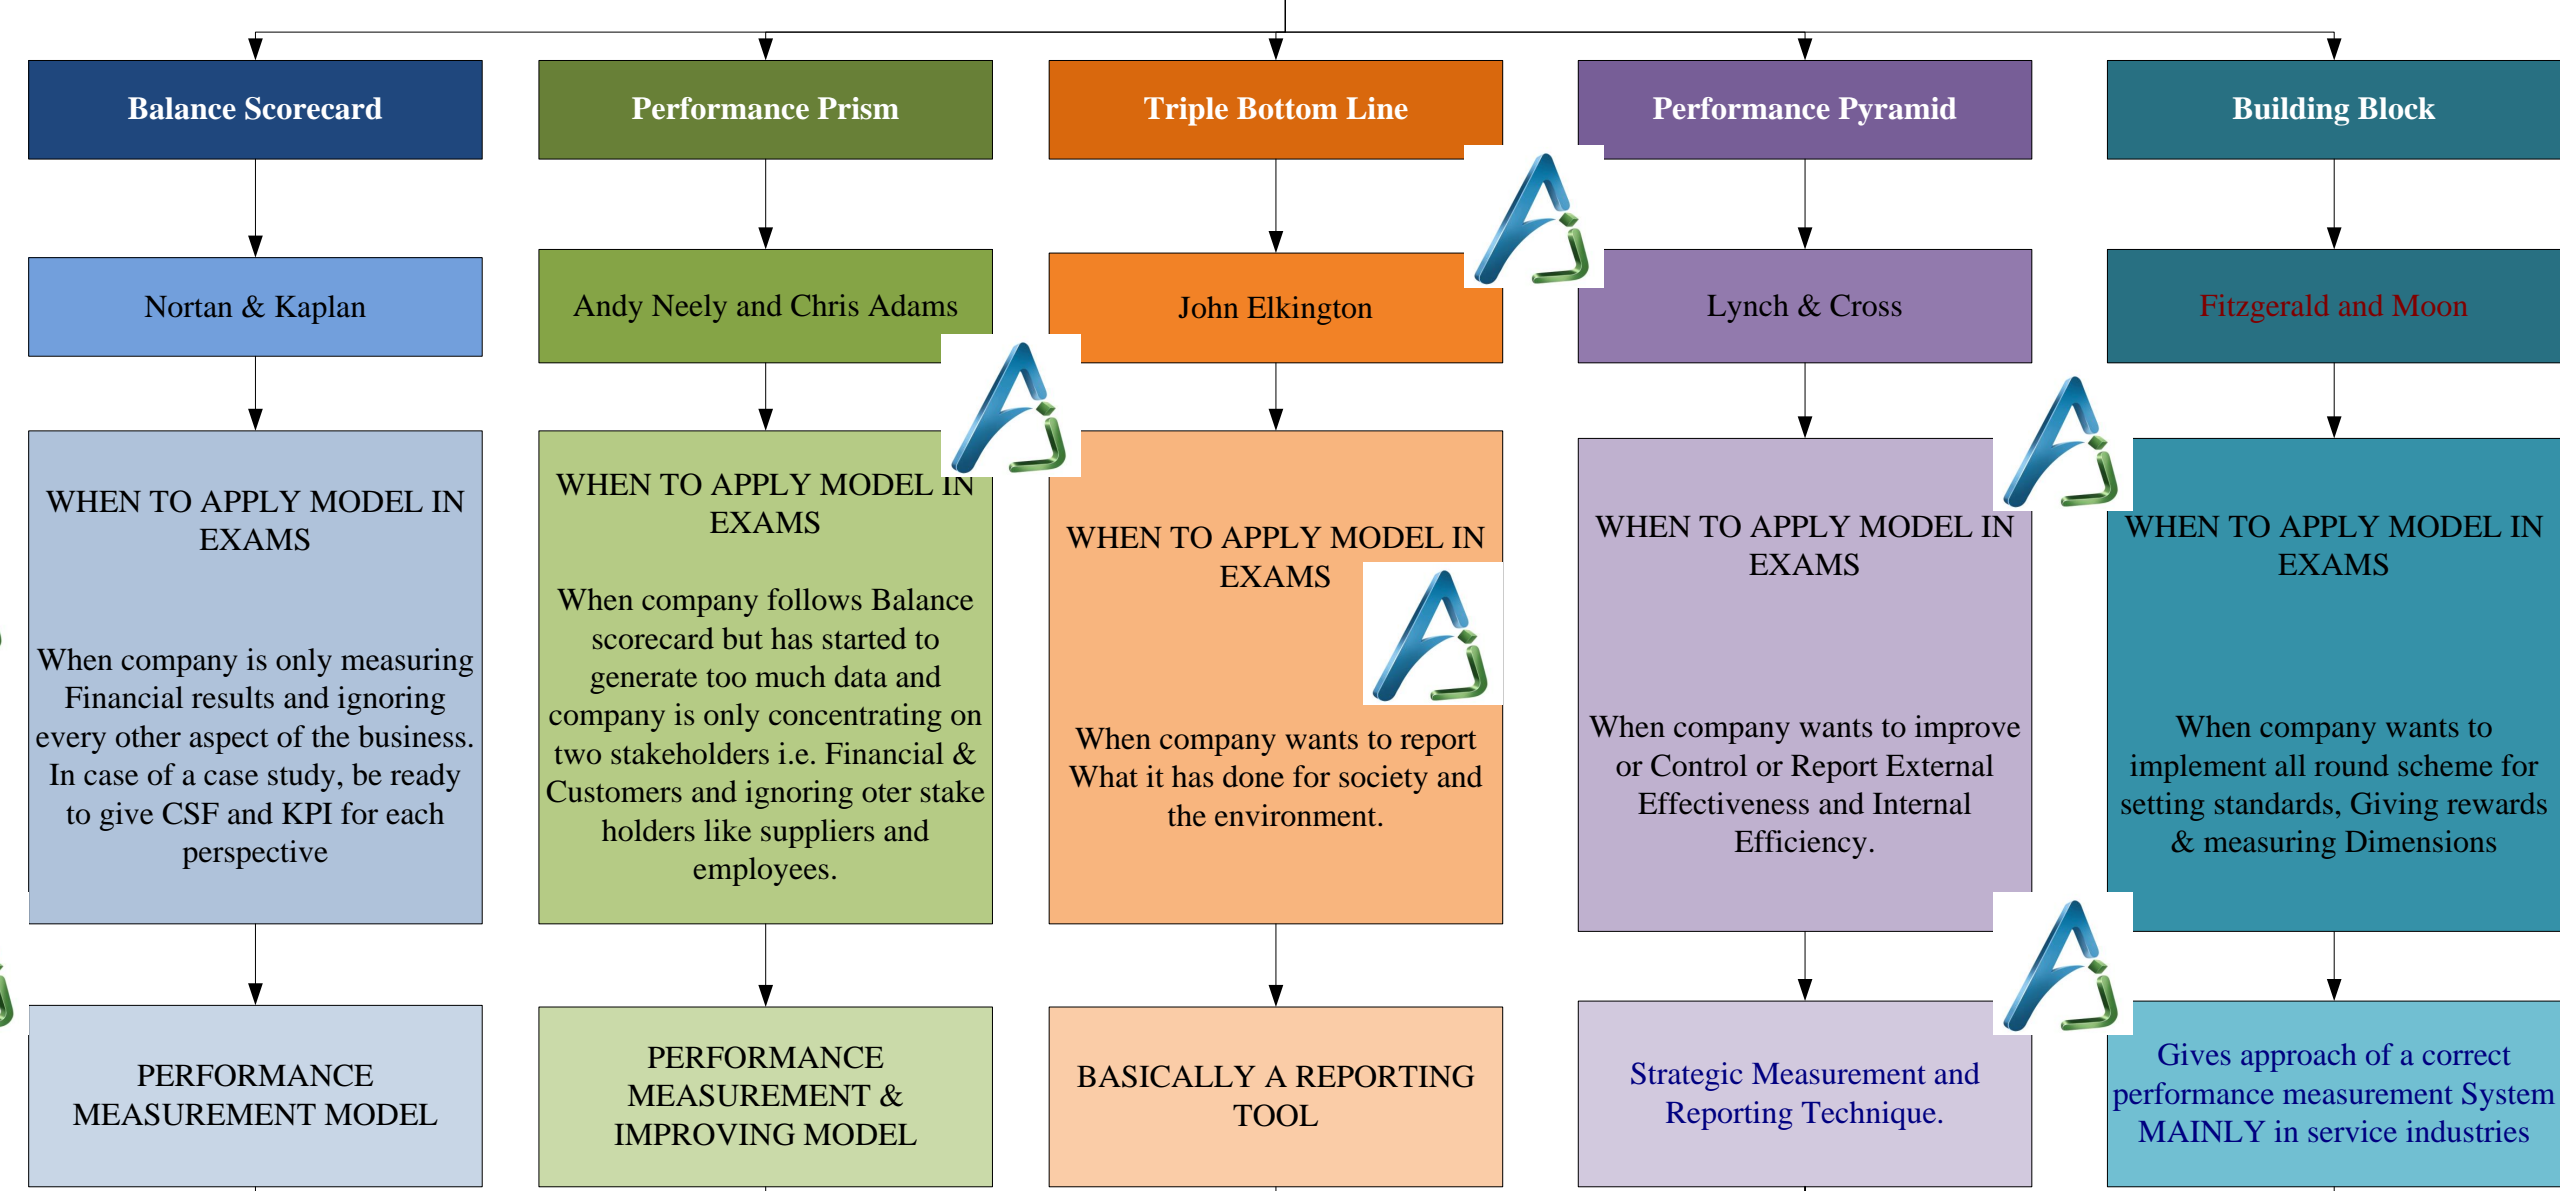 Balance Scorecard
Performance Prism
Triple Bottom Line
Performance Pyramid
Building Block
Nortan & Kaplan
Andy Neely and Chris Adams
John Elkington
Lynch & Cross
Fitzgerald and Moon
WHEN TO APPLY MODEL IN
EXAMS
When company is only measuring
Financial results and ignoring
every other aspect of the business.
In case of a case study, be ready
to give CSF and KPI for each
perspective
WHEN TO APPLY MODEL IN
EXAMS
When company follows Balance
scorecard but has started to
generate too much data and
company is only concentrating on
two stakeholders i.e. Financial &
Customers and ignoring oter stake
holders like suppliers and
employees.
WHEN TO APPLY MODEL IN
EXAMS
When company wants to report
What it has done for society and
the environment.
WHEN TO APPLY MODEL IN
EXAMS
When company wants to improve
or Control or Report External
Effectiveness and Internal
Efficiency.
WHEN TO APPLY MODEL IN
EXAMS
When company wants to
implement all round scheme for
setting standards, Giving rewards
& measuring Dimensions
PERFORMANCE
MEASUREMENT MODEL
PERFORMANCE
MEASUREMENT &
IMPROVING MODEL
BASICALLY A REPORTING
TOOL
Strategic Measurement and
Reporting Technique.
Gives approach of a correct
performance measurement System
MAINLY in service industries